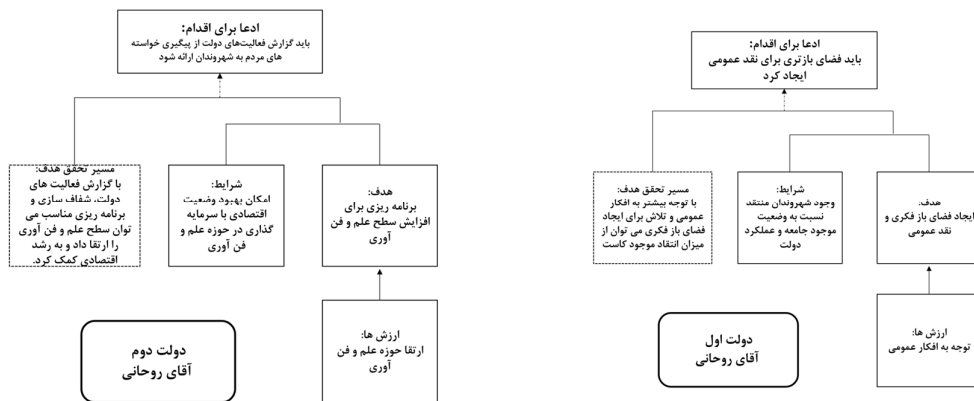 ادعا برای اقدام:
باید فضای بازتری برای نقد عمومی
ایجاد کرد
هدف:
ایجاد فضای باز فکری و
نقد عمومی
شرایط:
وجود شهروندان منتقد
نسبت به وضعیت
موجود جامعه و عملکرد
دولت
مسیر تحقق هدف:
با توجه بیشتر به افکار
عمومی و تلاش برای ایجاد
فضای باز فکری می توان از
میزان انتقاد موجود کاست
ارزش ها:
توجه به افکار عمومی
دولت اول
آقای روحانی
ادعا برای اقدام:
باید گزارش فعالیت‌های دولت از پیگیری خواسته
های مردم به شهروندان ارائه شود
هدف:
برنامه ریزی برای
افزایش سطح علم و فن
آوری
شرایط:
امکان بهبود وضعیت
اقتصادی با سرمایه
گذاری در حوزه علم و
فن آوری
مسیر تحقق هدف:
با گزارش فعالیت های
دولت، شفاف سازی و
برنامه ریزی مناسب می
توان سطح علم و فن آوری
را ارتقا داد و به رشد
اقتصادی کمک کرد.
ارزش ها:
ارتقا حوزه علم و فن
آوری
دولت دوم
آقای روحانی